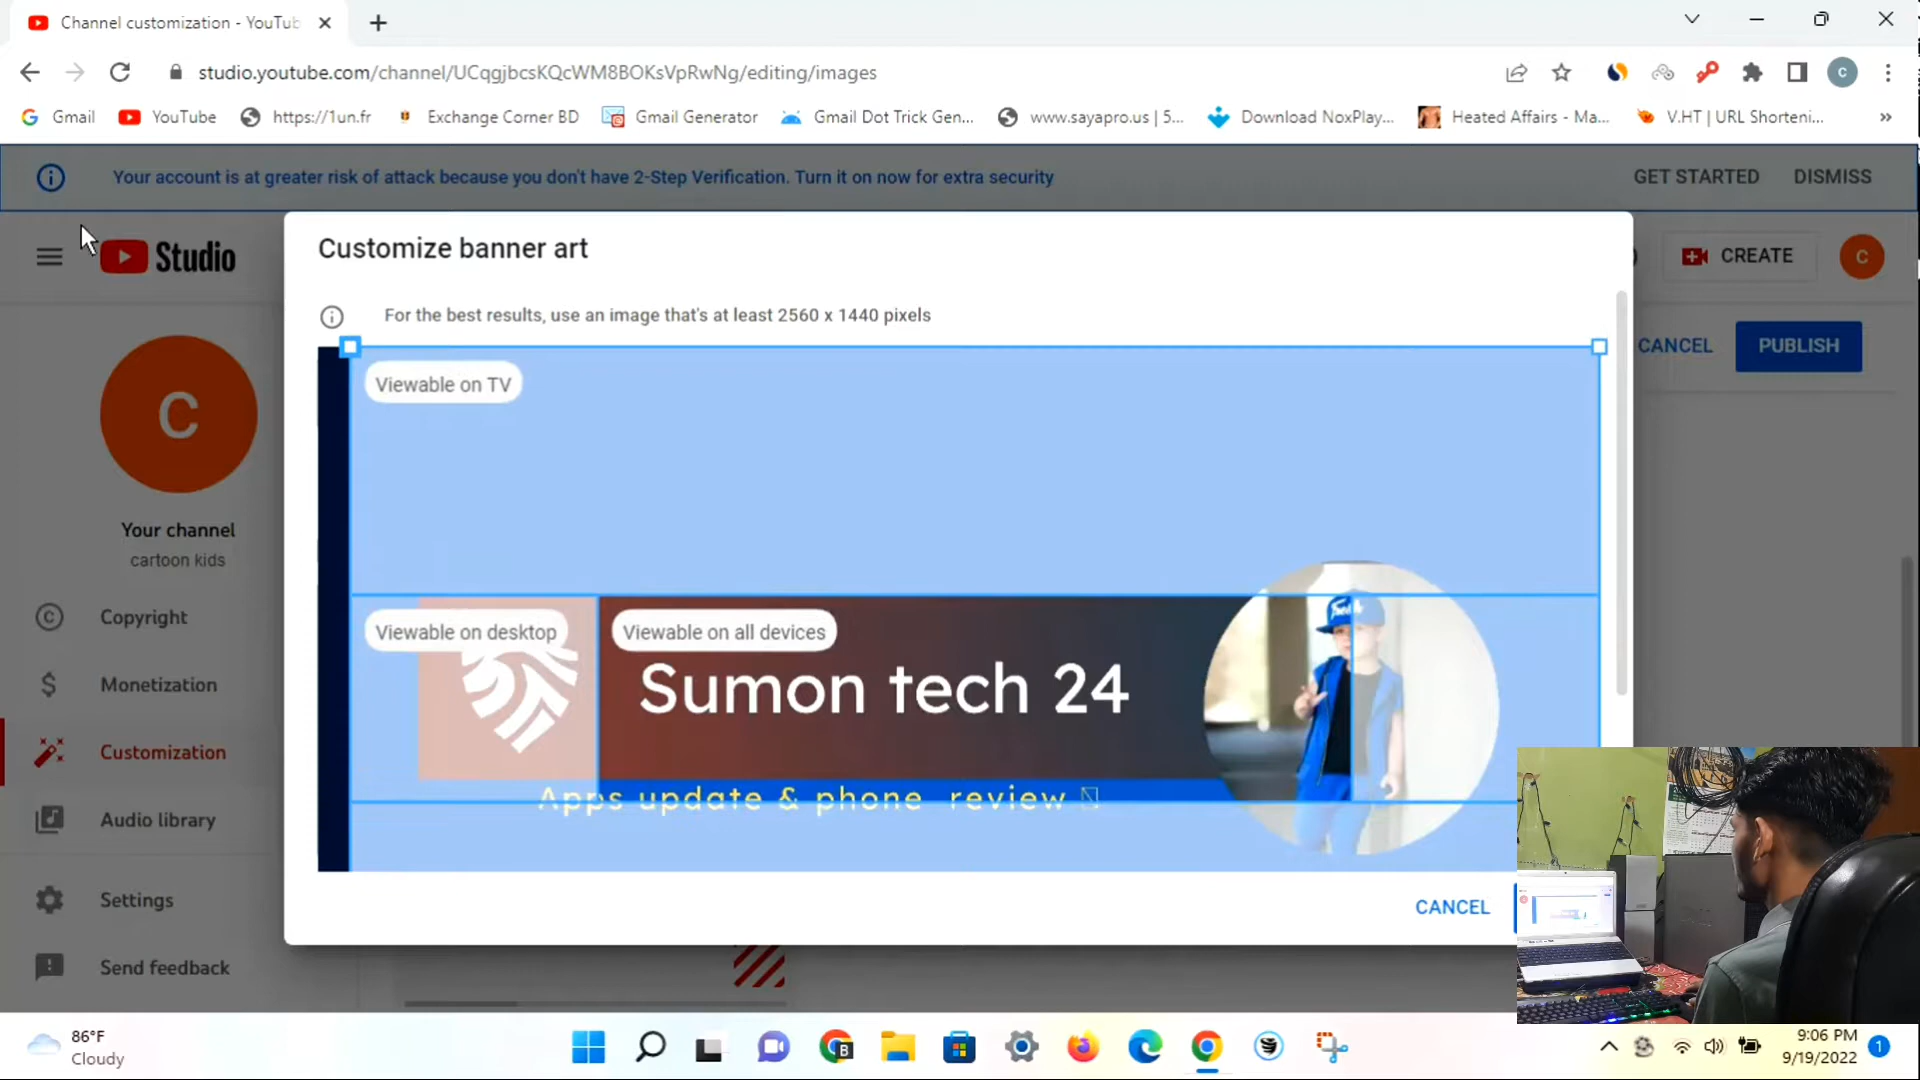 Channel customization - YouTub
studio.youtube.com/channel/UCqgjbcsKQcWM8BOKsVpRwNg/editing/images
C
Gmail
YouTube
https://1un.fr
Exchange Corner BD
Gmail Generator
Gmail Dot Trick Gen...
www.sayapro.us | 5...
Download NoxPlay...
Heated Affairs - Ma...
V.HT | URL Shorteni...
»
Your account is at greater risk of attack because you don't have 2-Step Verification. Turn it on now for extra security
GET STARTED
DISMISS
Studio
Customize banner art
CREATE
C
For the best results, use an image that's at least 2560 x 1440 pixels
CANCEL
PUBLISH
C
Viewable on TV
Your channel
cartoon kids
Copyright
Monetization
Customization
Audio library
Settings
Send feedback
Viewable on desktop
Viewable on all devices
Sumon tech 24
Apps update & phone review
CANCEL
86°F
Cloudy
B
9:06 PM
9/19/2022
1